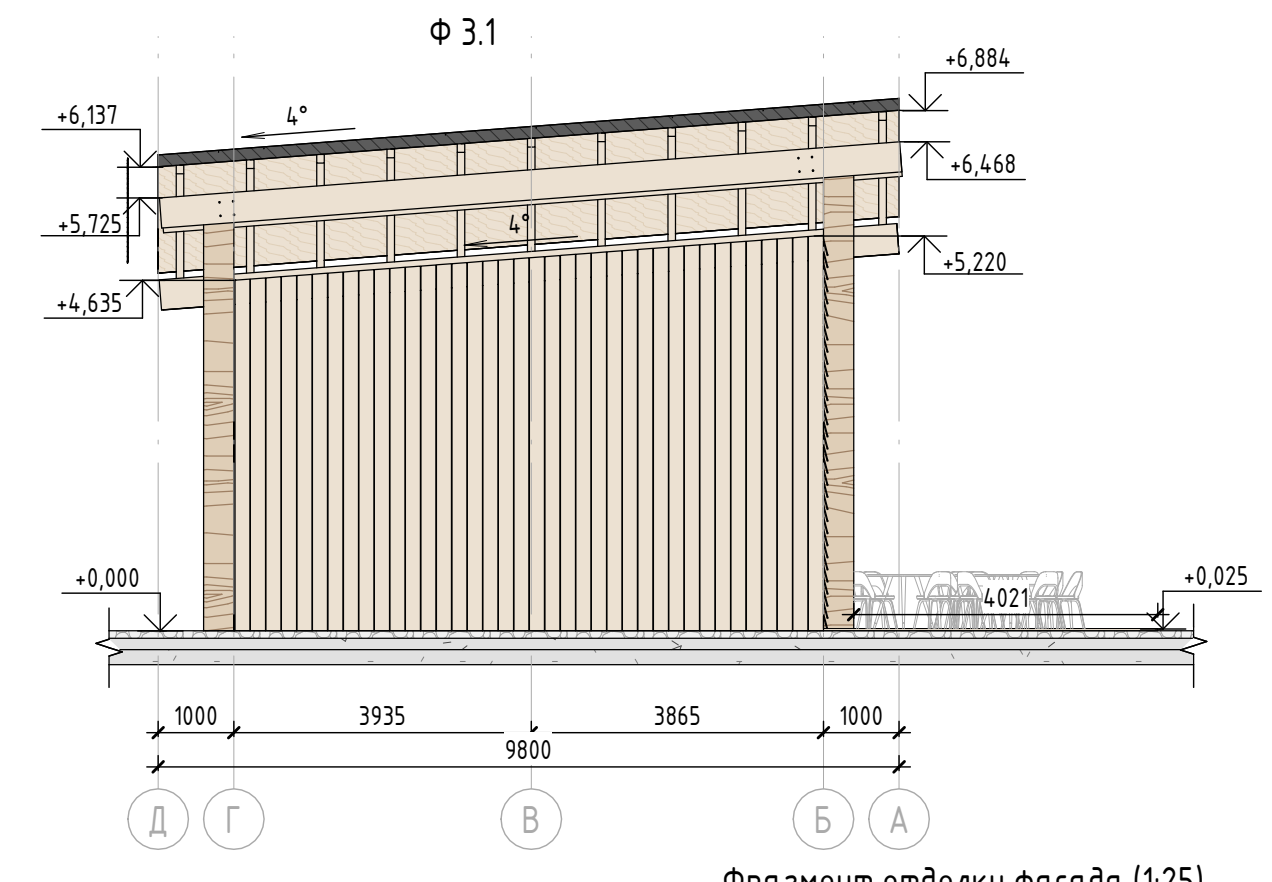 Ф 3.1
+6,884
+6,137
4°
+6,468
+5,725
4°
+5,220
+4,635
+0,000
+0,025
4021
1000
3935
3865
1000
9800
Д
Г
В
Б
А
Фрагмент отделки фасада (1:25)